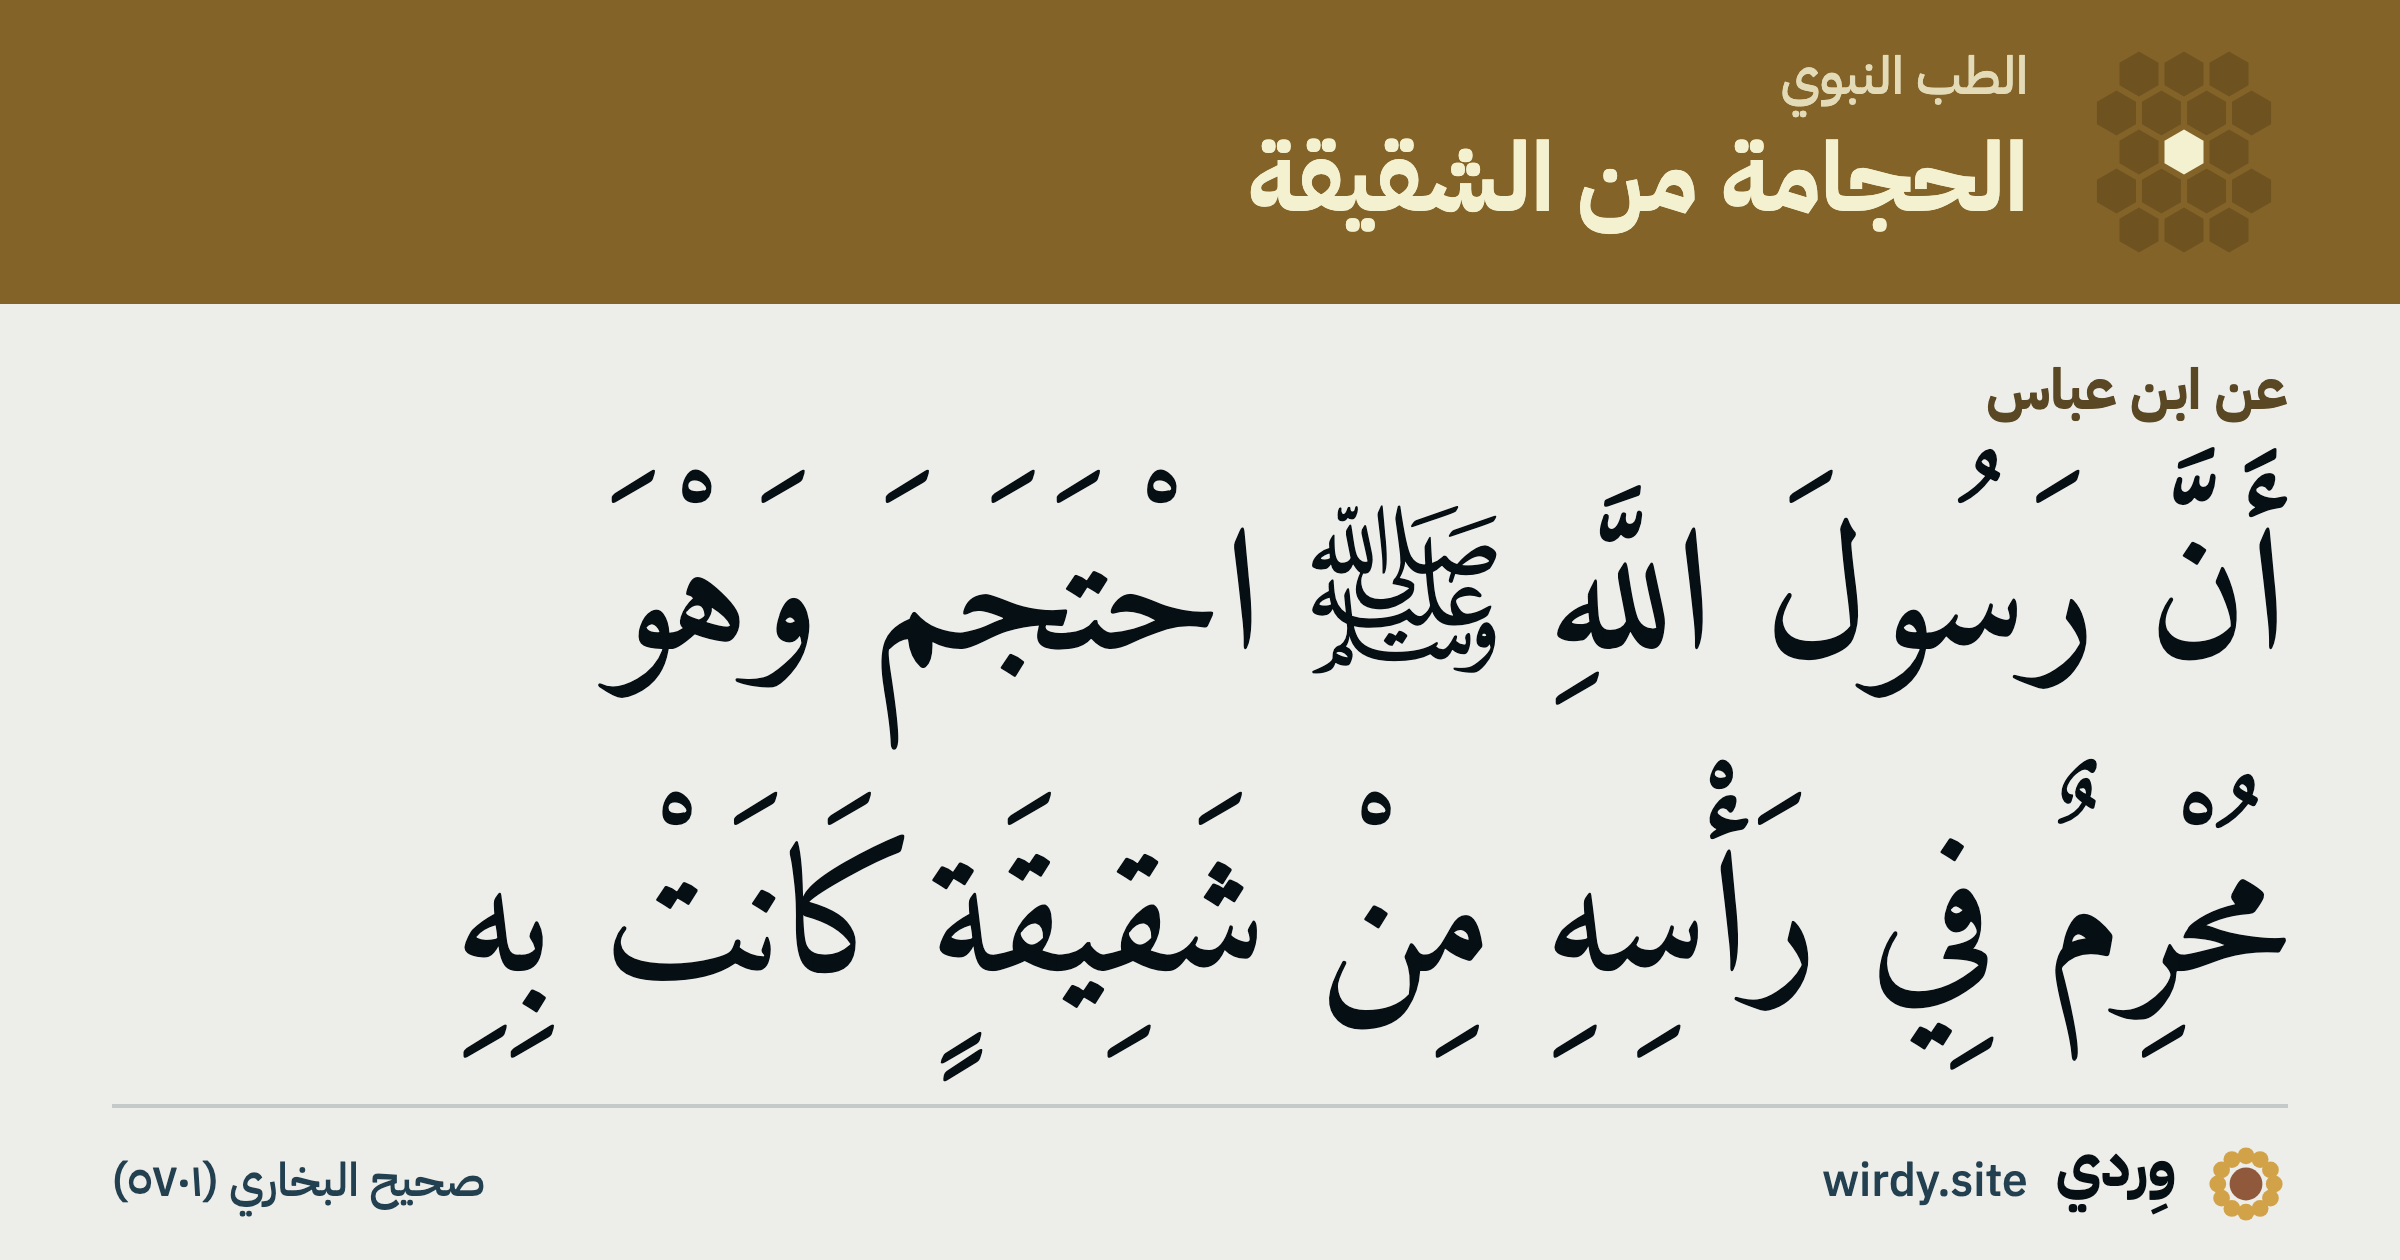 الطب النبوي
الحجامة من الشقيقة
عن ابن عباس
أَنَّ رَسُولَ اللَّهِ ﷺ احْتَجَمَ وَهْوَ
مُحْرِمٌ فِي رَأْسِهِ مِنْ شَقِيقَةٍ كَانَتْ بِهِ
وِردي wirdy.site
صحيح البخاري (٥٧٠١)